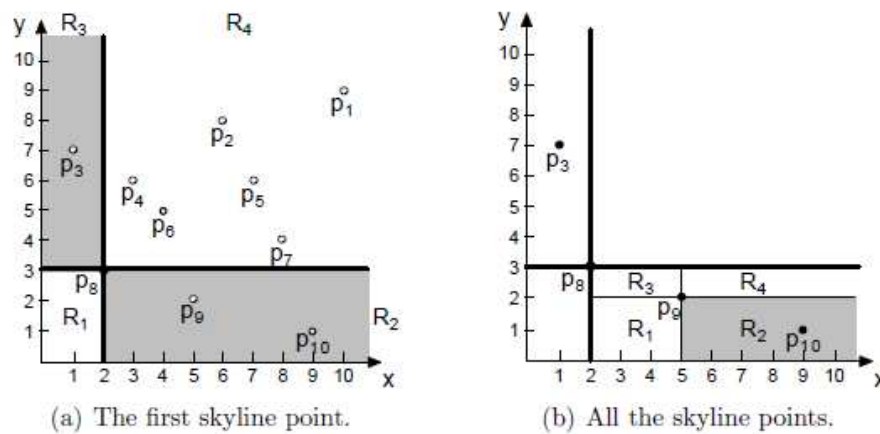 y R3 R4
10
9
8
7
6
5
4
3
2
1
p1
p2
p3
p4
p5
p6
p7
p8
p9
p10
R1
R2
1 2 3 4 5 6 7 8 9 10
x
(a) The first skyline point.
y
10
9
8
7
6
5
4
3
2
1
p3
p8
R3 R4
p9
R1 R2
p10
1 2 3 4 5 6 7 8 9 10
x
(b) All the skyline points.